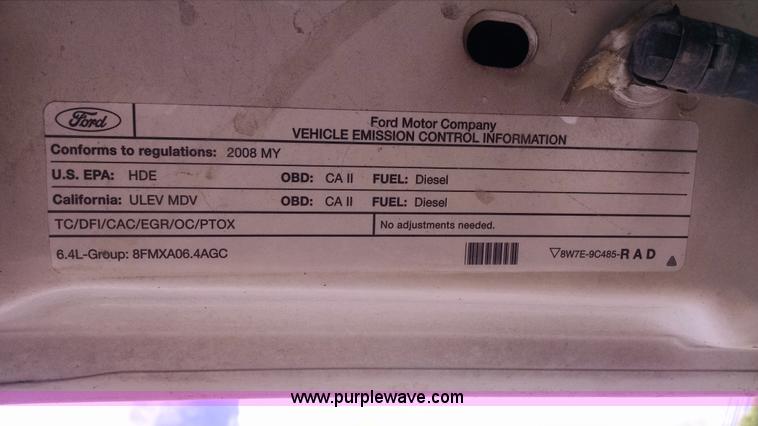 Ford
Ford Motor Company
VEHICLE EMISSION CONTROL INFORMATION
Conforms to regulations: 2008 MY
U.S. EPA: HDE OBD: CA II FUEL: Diesel
California: ULEV MDV OBD: CA II FUEL: Diesel
TC/DFI/CAC/EGR/OC/PTOX No adjustments needed.
6.4L-Group: 8FMXA06.4AGC 8W7E-9C485-R A D
www.purplewave.com